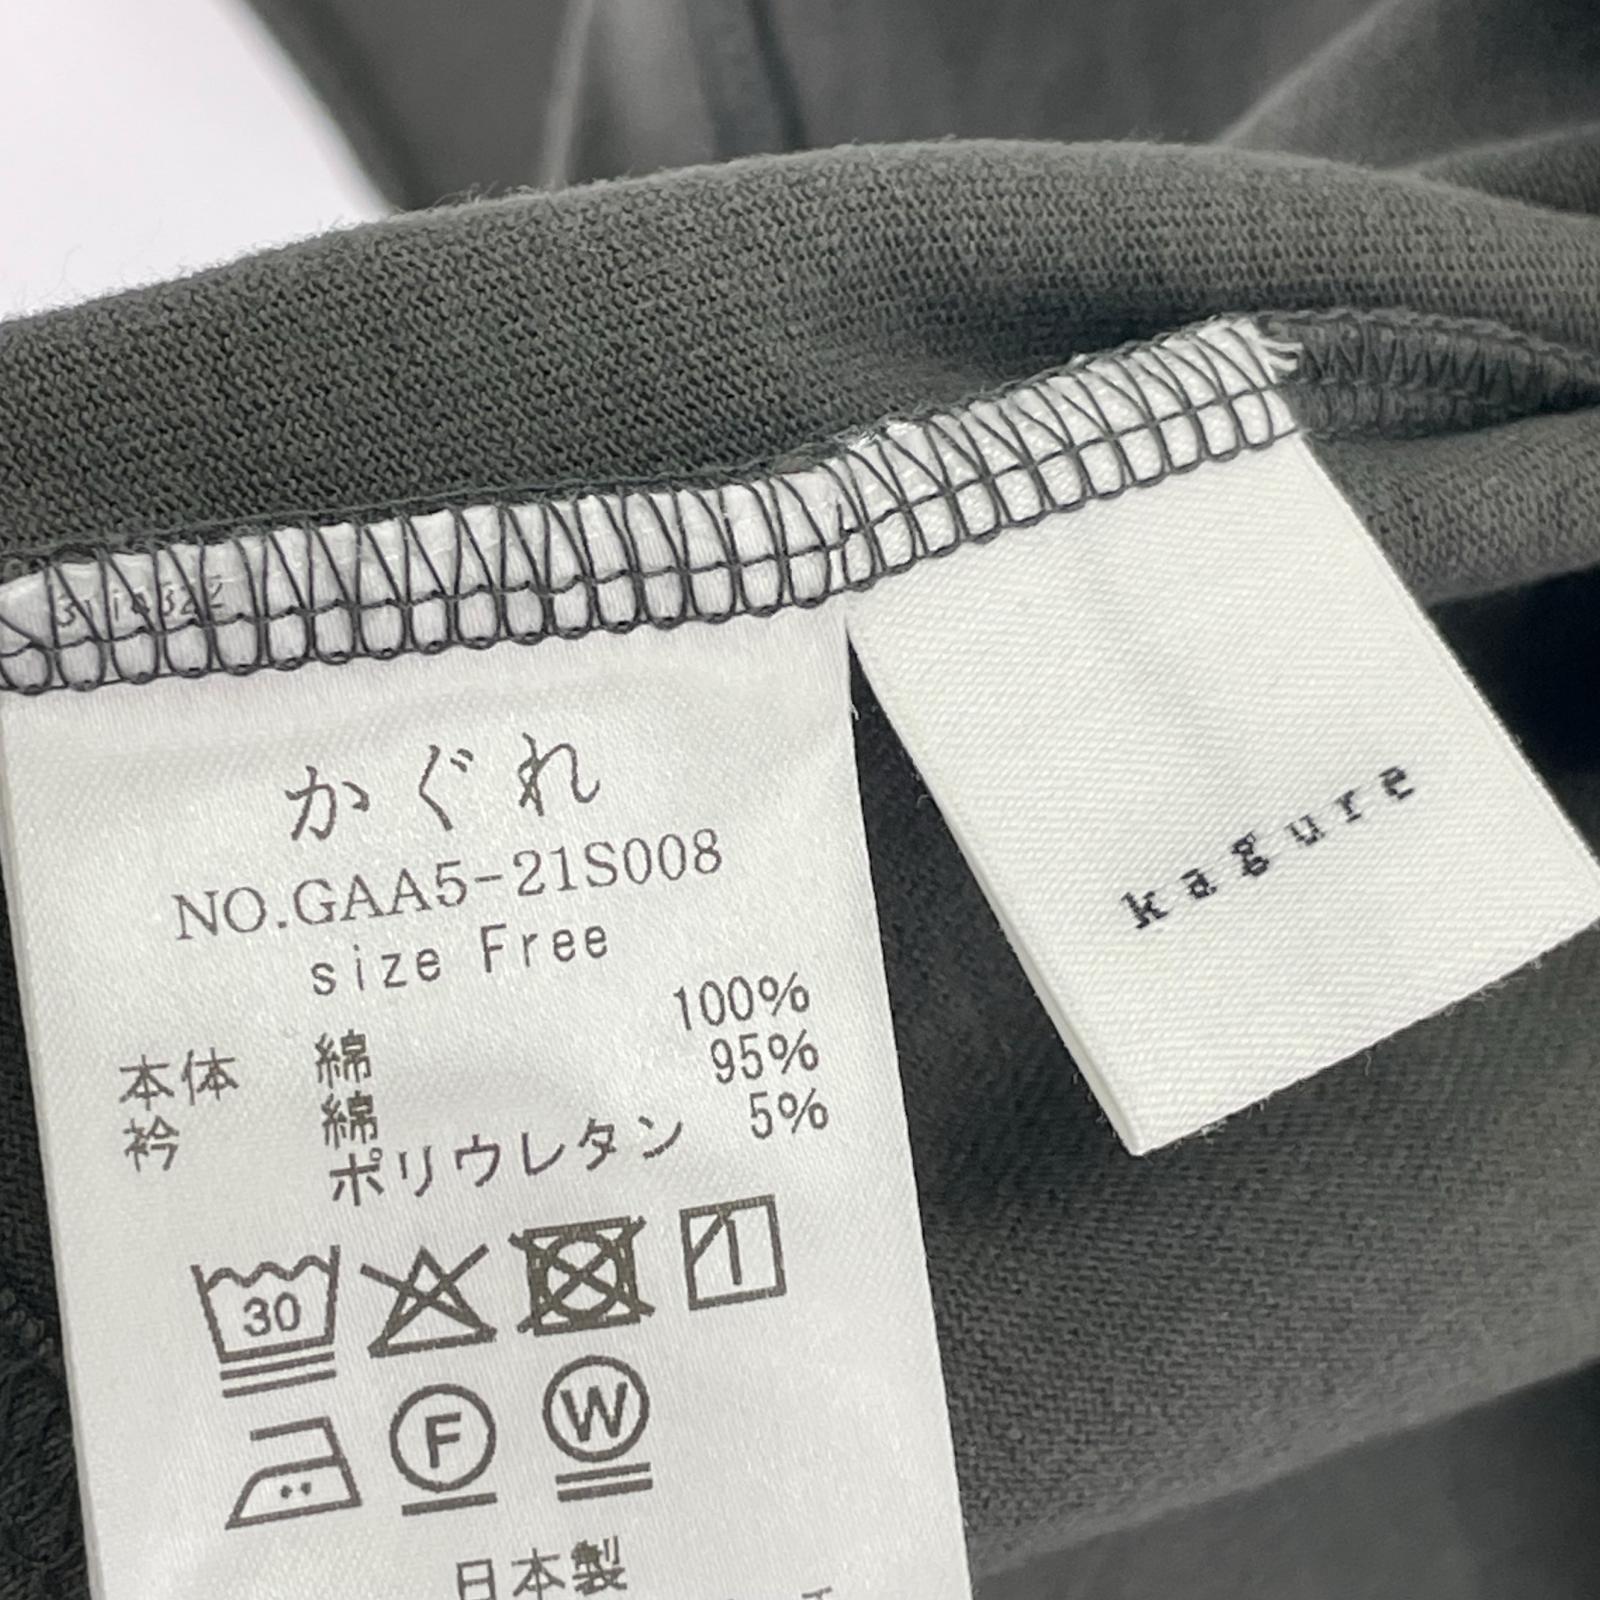 かぐれ
NO.GAA5-21S008
size Free
本体 綿 100%
衿 綿 95%
ポリウレタン 5%
30
F
W
日本製
kagure